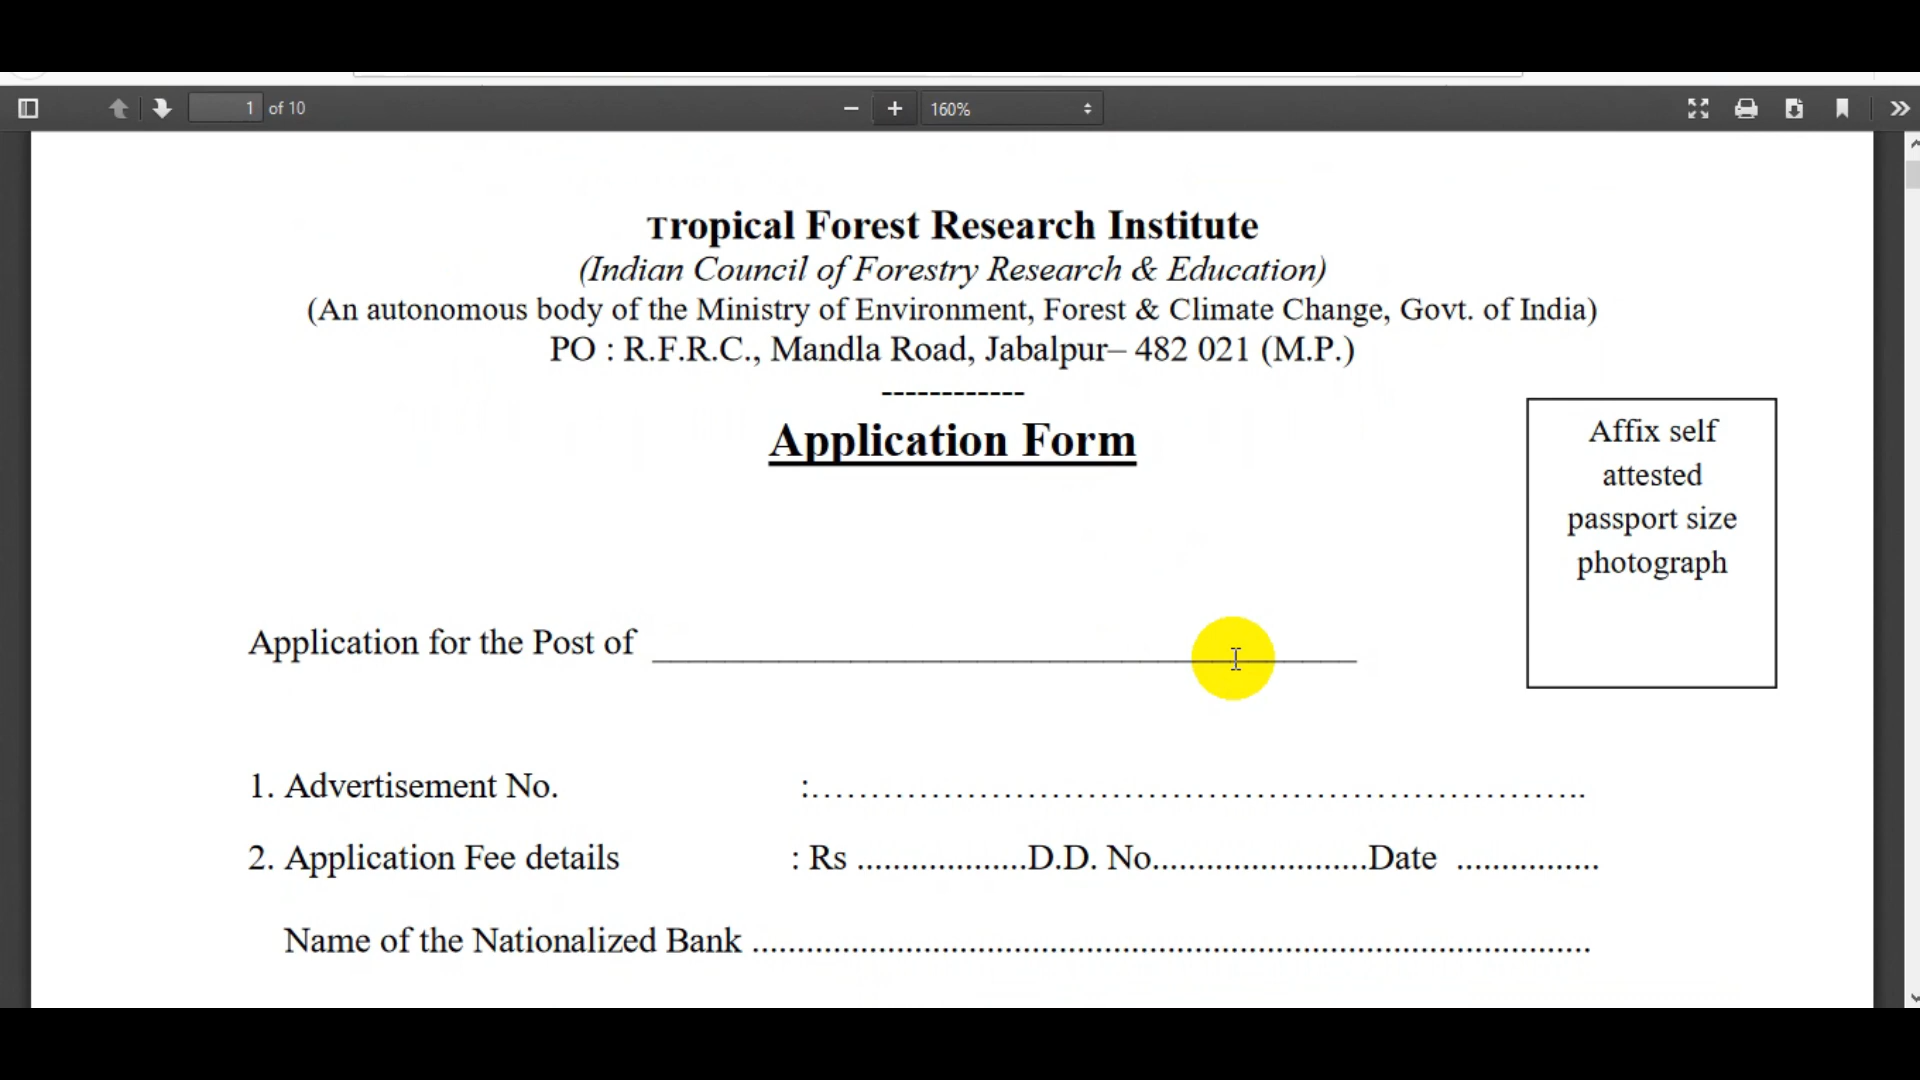 1 of 10
160%
Tropical Forest Research Institute
(Indian Council of Forestry Research & Education)
(An autonomous body of the Ministry of Environment, Forest & Climate Change, Govt. of India)
PO : R.F.R.C., Mandla Road, Jabalpur– 482 021 (M.P.)
------------
Application Form
Affix self
attested
passport size
photograph
Application for the Post of ______________________________________
1. Advertisement No. :……………………………………………………………..
2. Application Fee details : Rs ...................D.D. No........................Date ................
Name of the Nationalized Bank ..............................................................................................